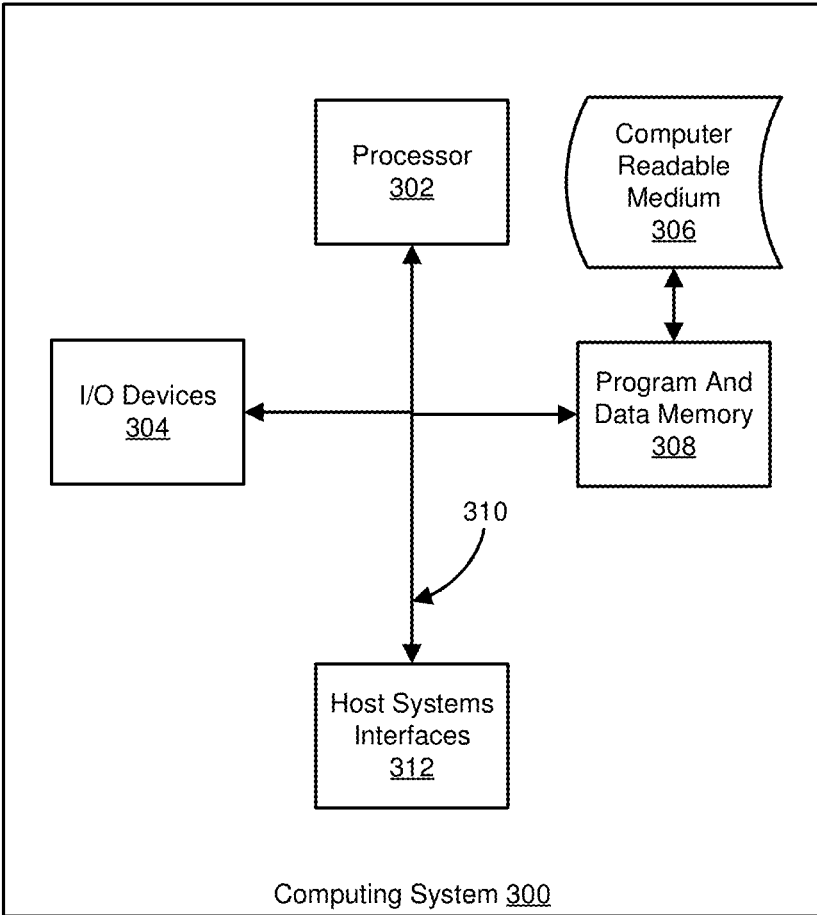 Processor
302
Computer
Readable
Medium
306
I/O Devices
304
Program And
Data Memory
308
310
Host Systems
Interfaces
312
Computing System 300